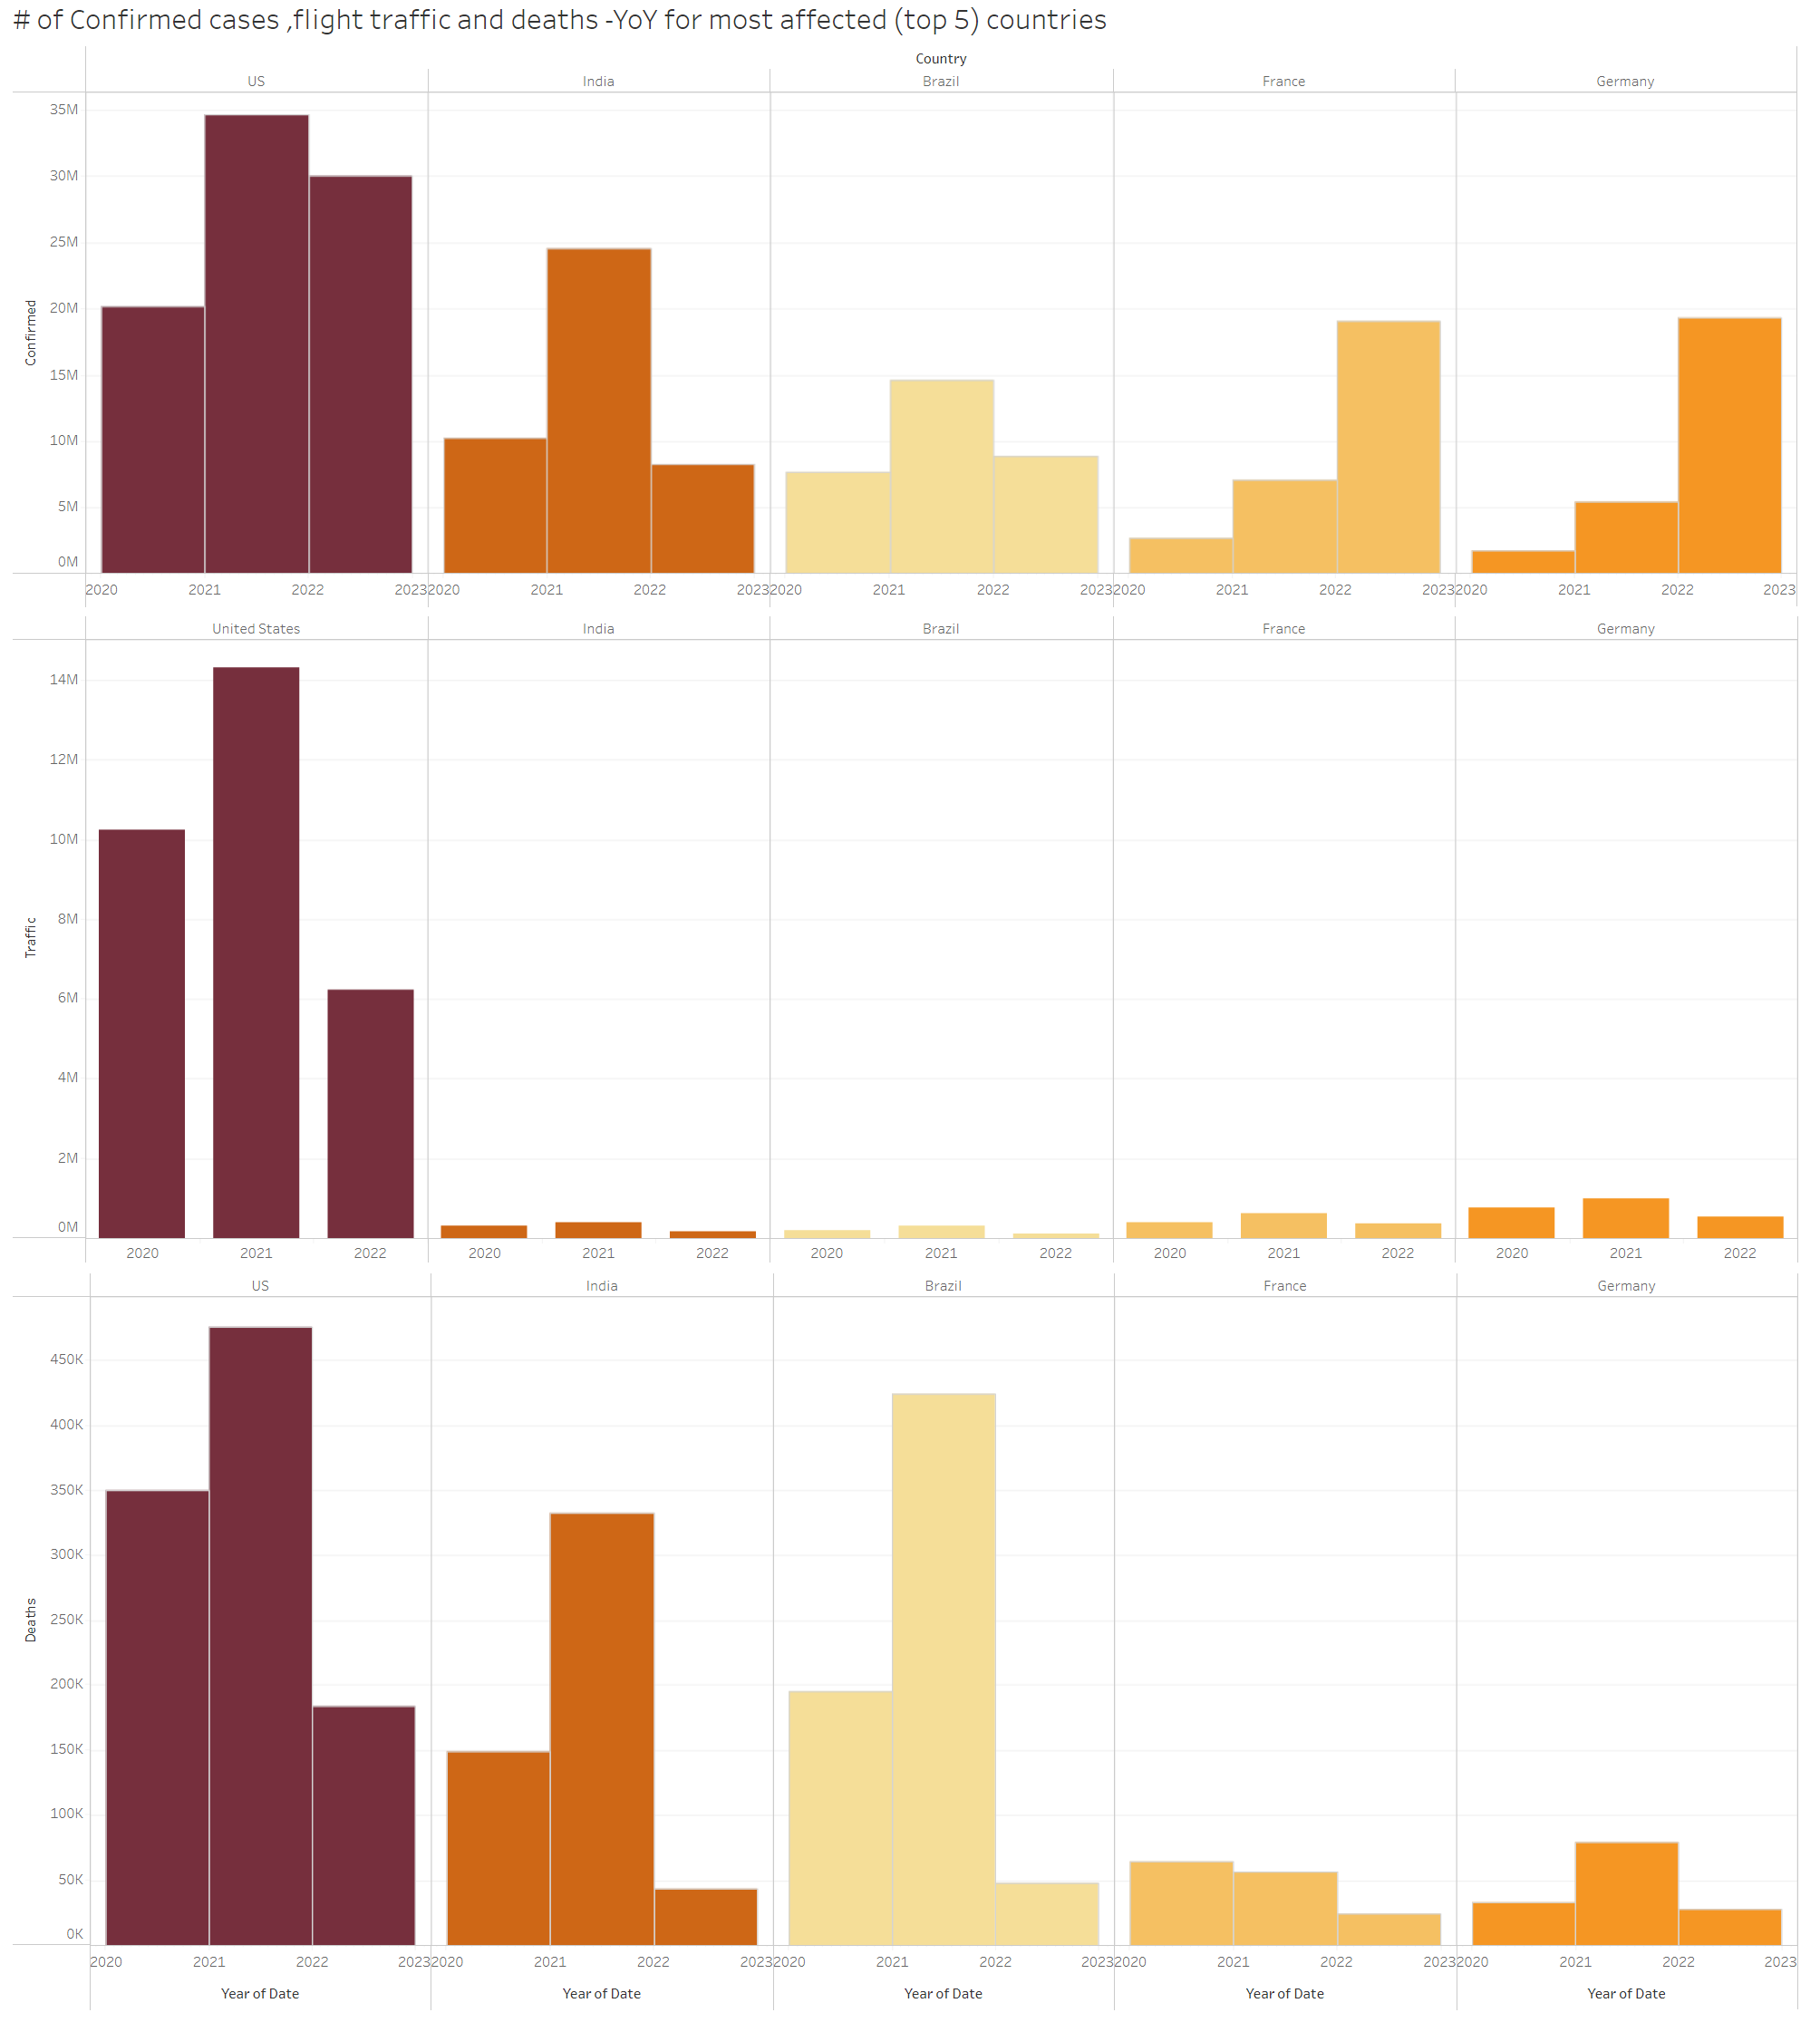 # of Confirmed cases ,flight traffic and deaths -YoY for most affected (top 5) countries
Country
US India Brazil France Germany
35M
30M
25M
20M
Confirmed
15M
10M
5M
0M
2020 2021 2022 2023 2020 2021 2022 2023 2020 2021 2022 2023 2020 2021 2022 2023 2020 2021 2022 2023
United States India Brazil France Germany
14M
12M
10M
8M
Traffic
6M
4M
2M
0M
2020 2021 2022 2020 2021 2022 2020 2021 2022 2020 2021 2022 2020 2021 2022
US India Brazil France Germany
450K
400K
350K
300K
250K
Deaths
200K
150K
100K
50K
0K
2020 2021 2022 2023 2020 2021 2022 2023 2020 2021 2022 2023 2020 2021 2022 2023 2020 2021 2022 2023
Year of Date Year of Date Year of Date Year of Date Year of Date